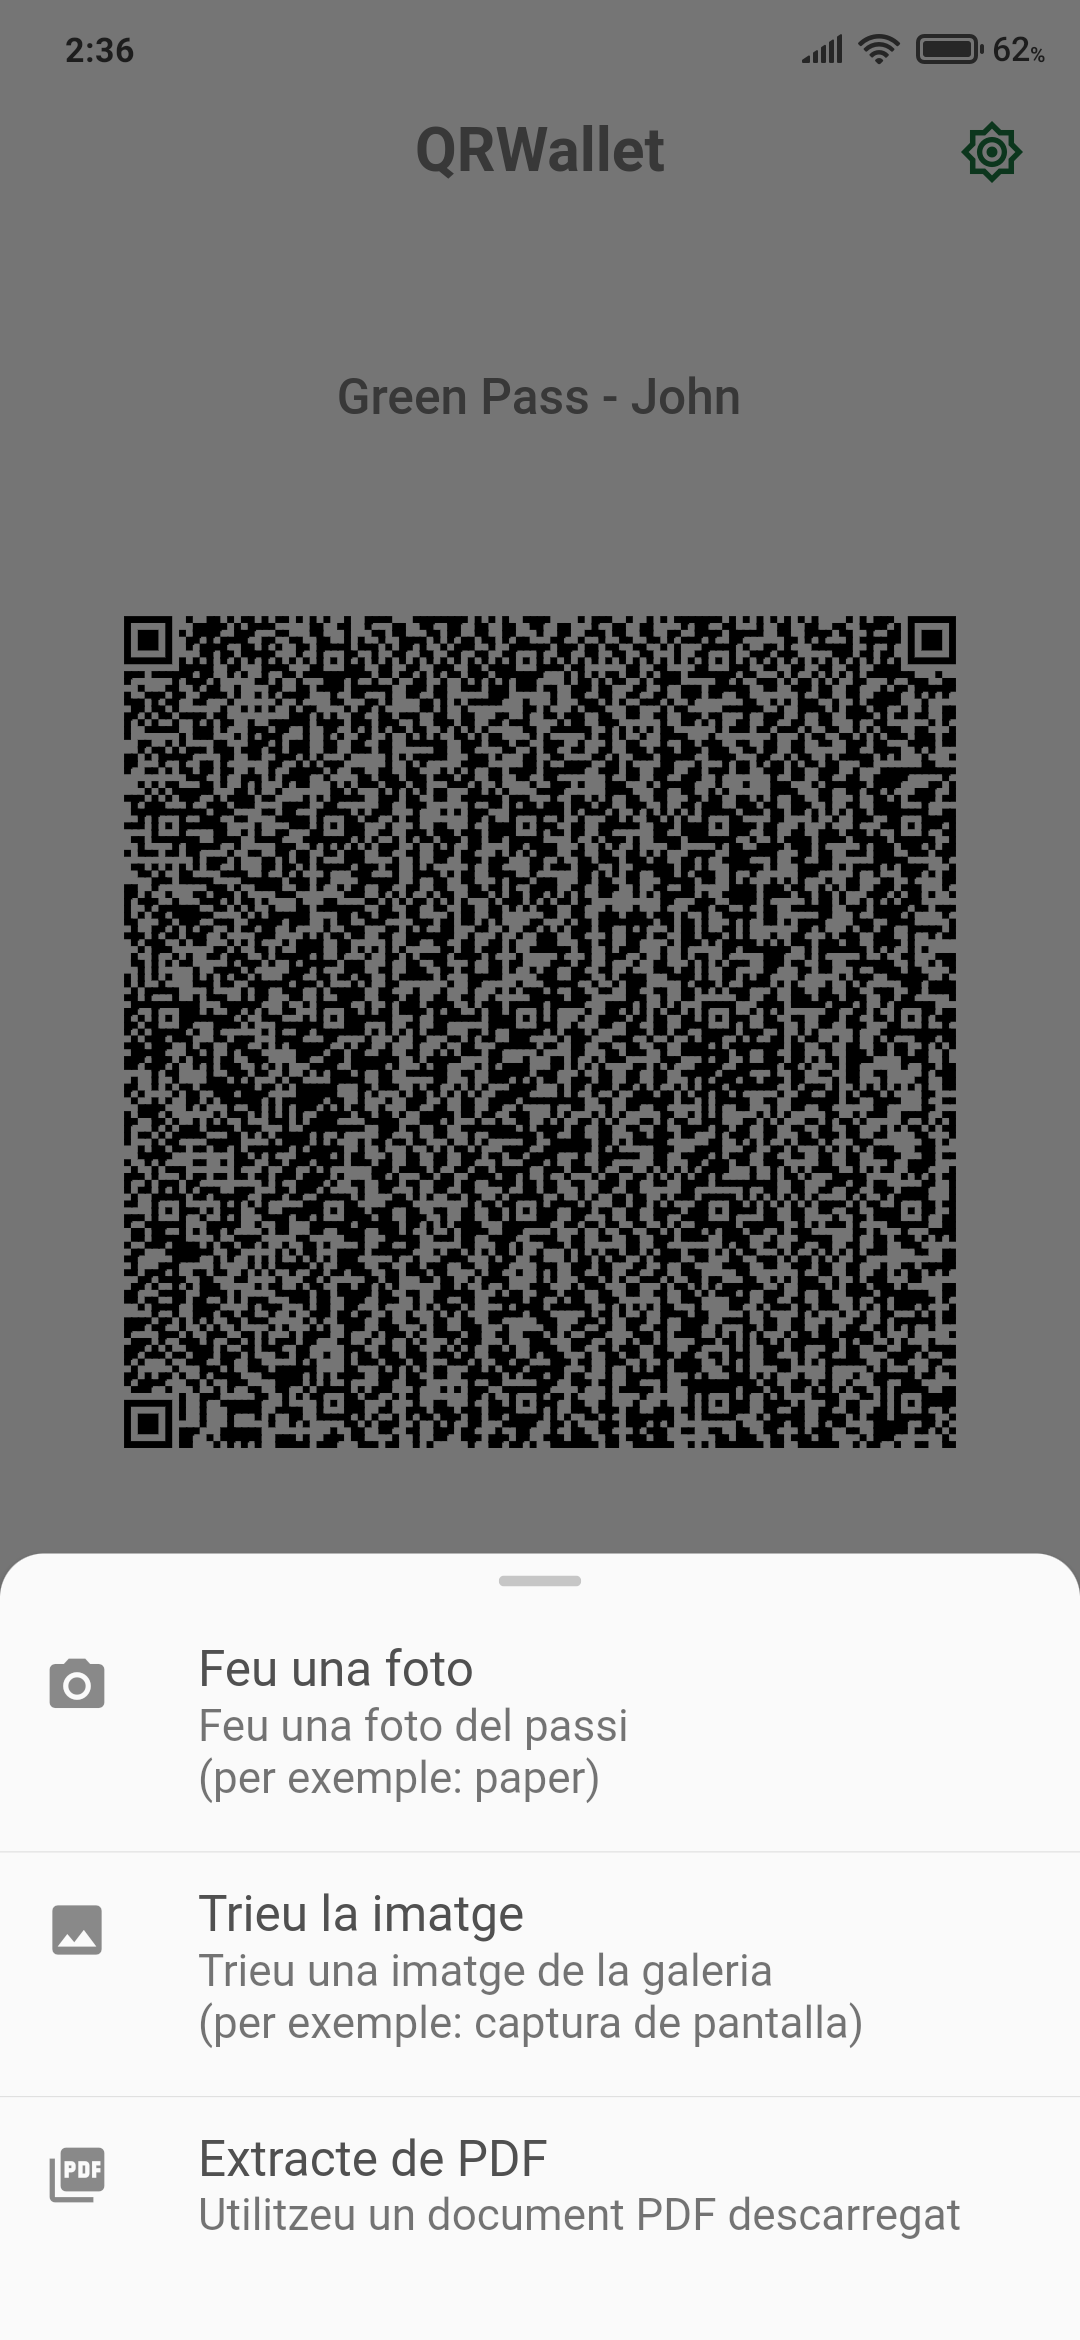 2:36
62%
QRWallet
Green Pass - John
Feu una foto
Feu una foto del passi
(per exemple: paper)
Trieu la imatge
Trieu una imatge de la galeria
(per exemple: captura de pantalla)
PDF
Extracte de PDF
Utilitzeu un document PDF descarregat